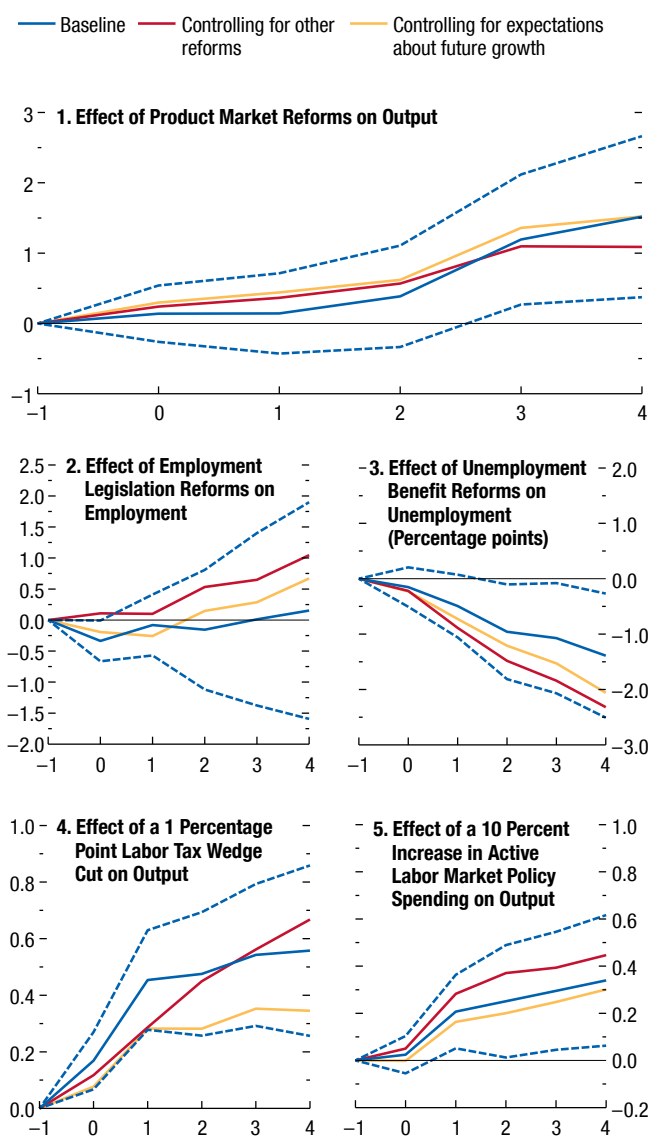 Baseline
Controlling for other
reforms
Controlling for expectations
about future growth
1. Effect of Product Market Reforms on Output
3
2
1
0
–1
–1 0 1 2 3 4
2. Effect of Employment
Legislation Reforms on
Employment
2.5
2.0
1.5
1.0
0.5
0.0
–0.5
–1.0
–1.5
–2.0
–1 0 1 2 3 4
3. Effect of Unemployment
Benefit Reforms on
Unemployment
(Percentage points)
2.0
1.0
0.0
–1.0
–2.0
–3.0
–1 0 1 2 3 4
4. Effect of a 1 Percentage
Point Labor Tax Wedge
Cut on Output
1.0
0.8
0.6
0.4
0.2
0.0
–1 0 1 2 3 4
5. Effect of a 10 Percent
Increase in Active
Labor Market Policy
Spending on Output
1.0
0.8
0.6
0.4
0.2
0.0
–0.2
–1 0 1 2 3 4